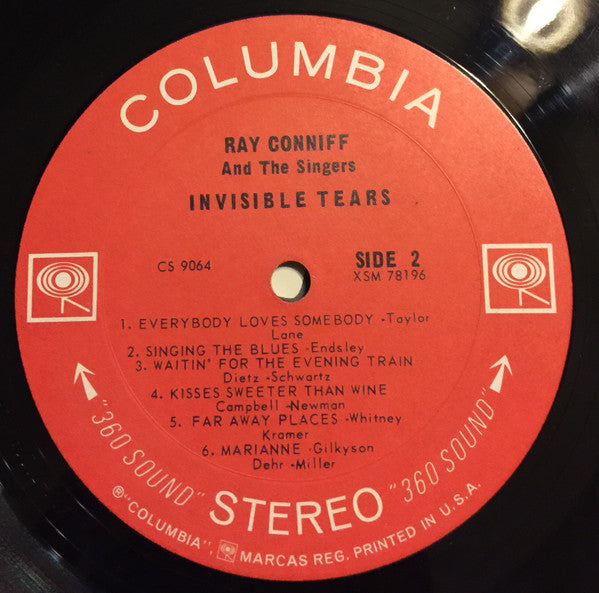 COLUMBIA
RAY CONNIFF
And The Singers
INVISIBLE TEARS
CS 9064
SIDE 2
XSM 78196
1. EVERYBODY LOVES SOMEBODY -Taylor
Lane
2. SINGING THE BLUES -Endsley
3. WAITIN' FOR THE EVENING TRAIN
Dietz -Schwartz
4. KISSES SWEETER THAN WINE
Campbell -Newman
5. FAR AWAY PLACES -Whitney
Kramer
6. MARIANNE -Gilkyson
Dehr -Miller
"360 SOUND" STEREO "360 SOUND"
® "COLUMBIA", MARCAS REG. PRINTED IN U.S.A.